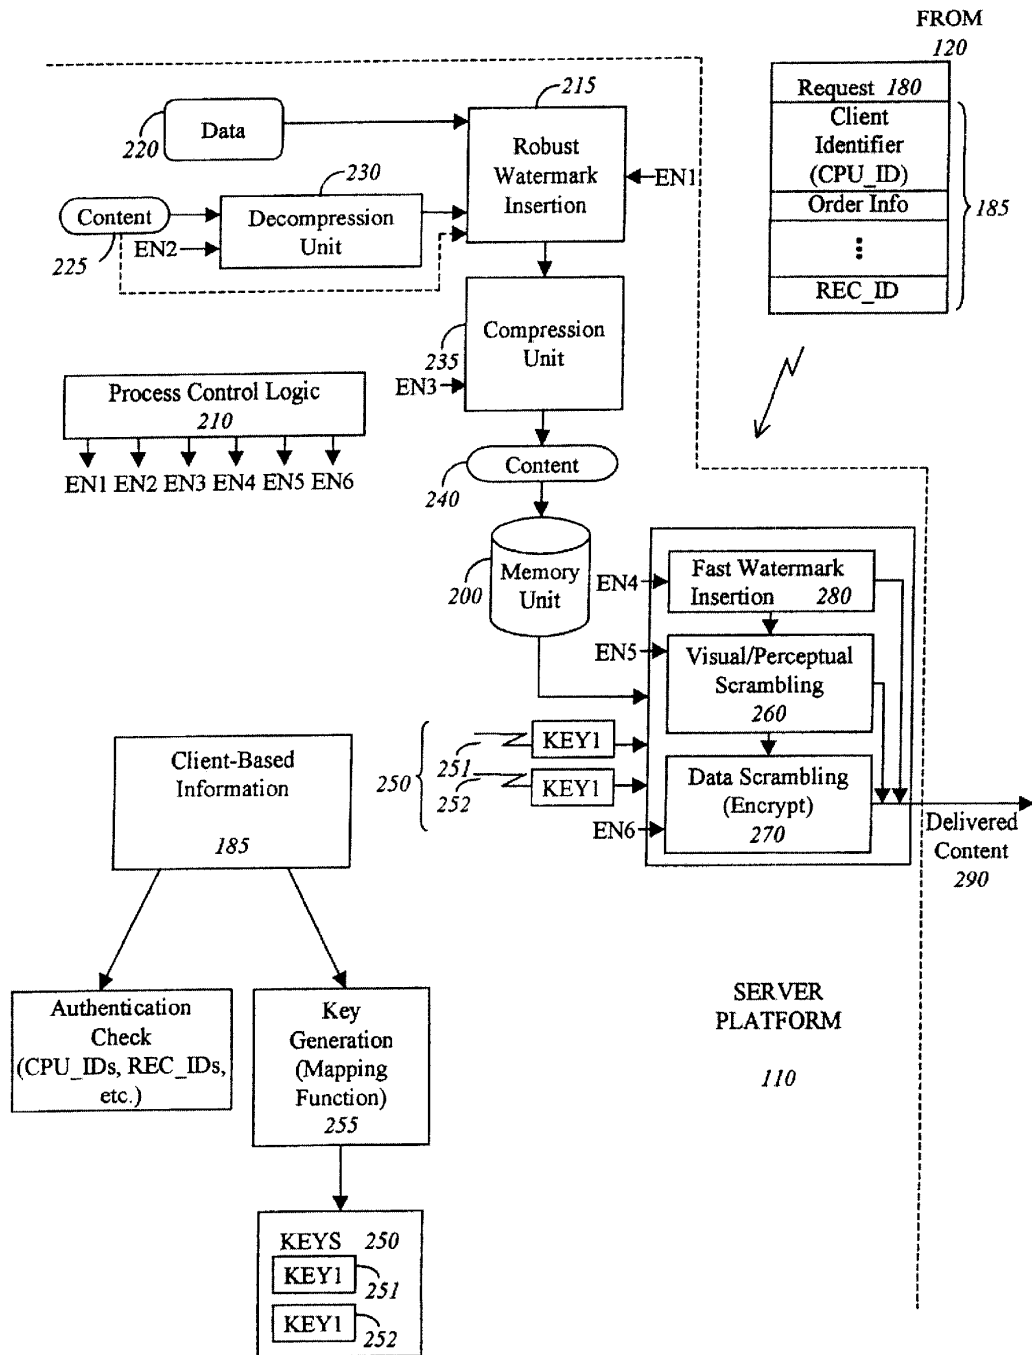 FROM
120
Request 180
Client
Identifier
(CPU_ID)
Order Info
REC_ID
185
215
Data
220
Robust
Watermark
Insertion
EN1
230
Content
225
EN2
Decompression
Unit
Compression
Unit
235
EN3
Process Control Logic
210
EN1 EN2 EN3 EN4 EN5 EN6
Content
240
Memory
Unit
200
EN4
Fast Watermark
Insertion 280
EN5
Visual/Perceptual
Scrambling
260
250
251
KEY1
252
KEY1
EN6
Data Scrambling
(Encrypt)
270
Delivered
Content
290
Client-Based
Information
185
Authentication
Check
(CPU_IDs, REC_IDs,
etc.)
Key
Generation
(Mapping
Function)
255
SERVER
PLATFORM
110
KEYS 250
KEY1
251
KEY1
252